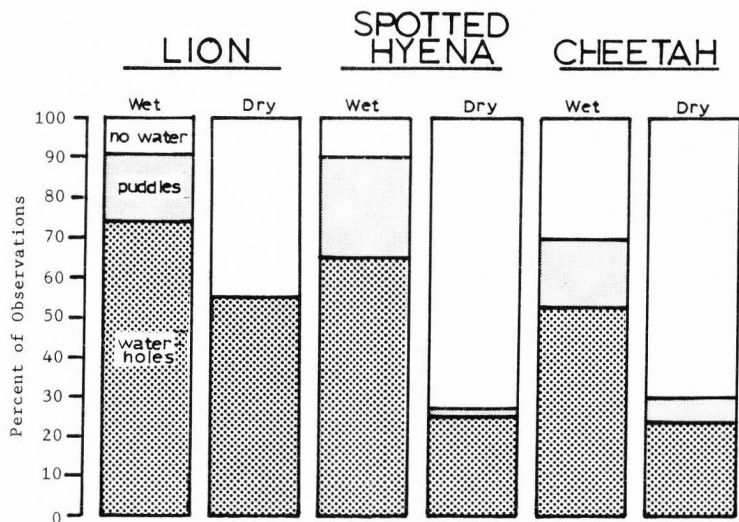 LION
SPOTTED
HYENA
CHEETAH
Wet
Dry
Wet
Dry
Wet
Dry
Percent of Observations
100
90
80
70
60
50
40
30
20
10
0
no water
puddles
water-
holes